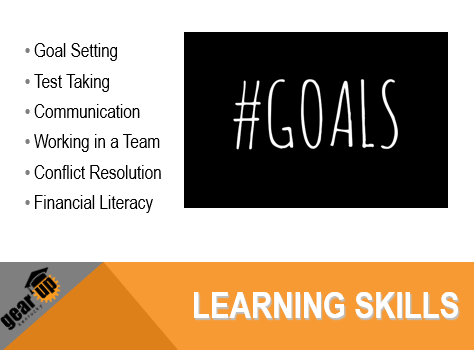 • Goal Setting
• Test Taking
• Communication
• Working in a Team
• Conflict Resolution
• Financial Literacy
#GOALS
gear up
LEARNING SKILLS